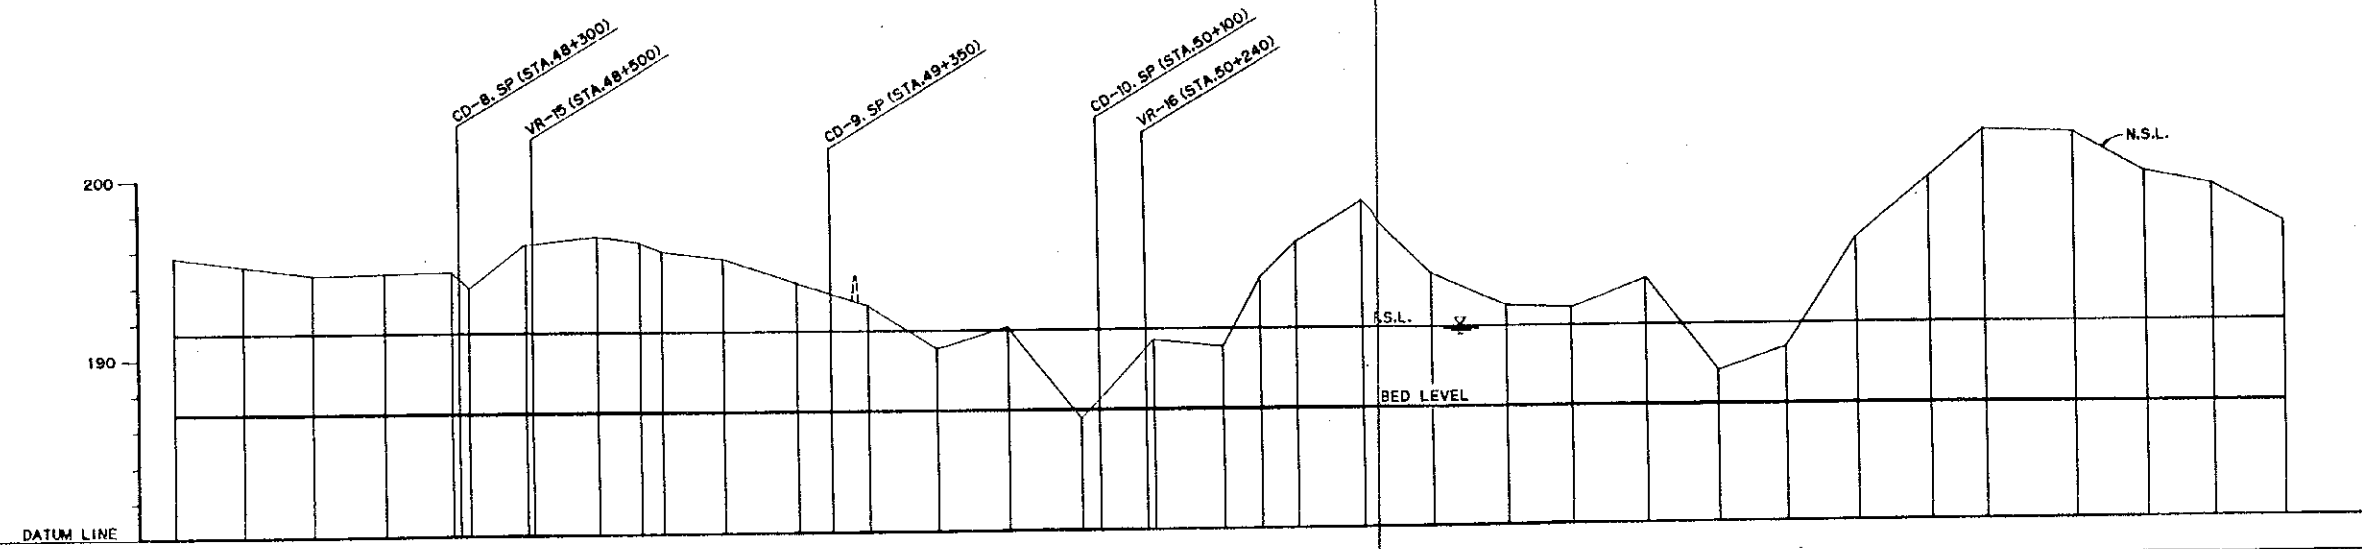 CD-8. SP (STA.48+300)
VR-15 (STA.48+500)
CD-9. SP (STA.49+350)
CD-10. SP (STA.50+100)
VR-16 (STA.50+240)
N.S.L.
200
F.S.L.
190
BED LEVEL
DATUM LINE